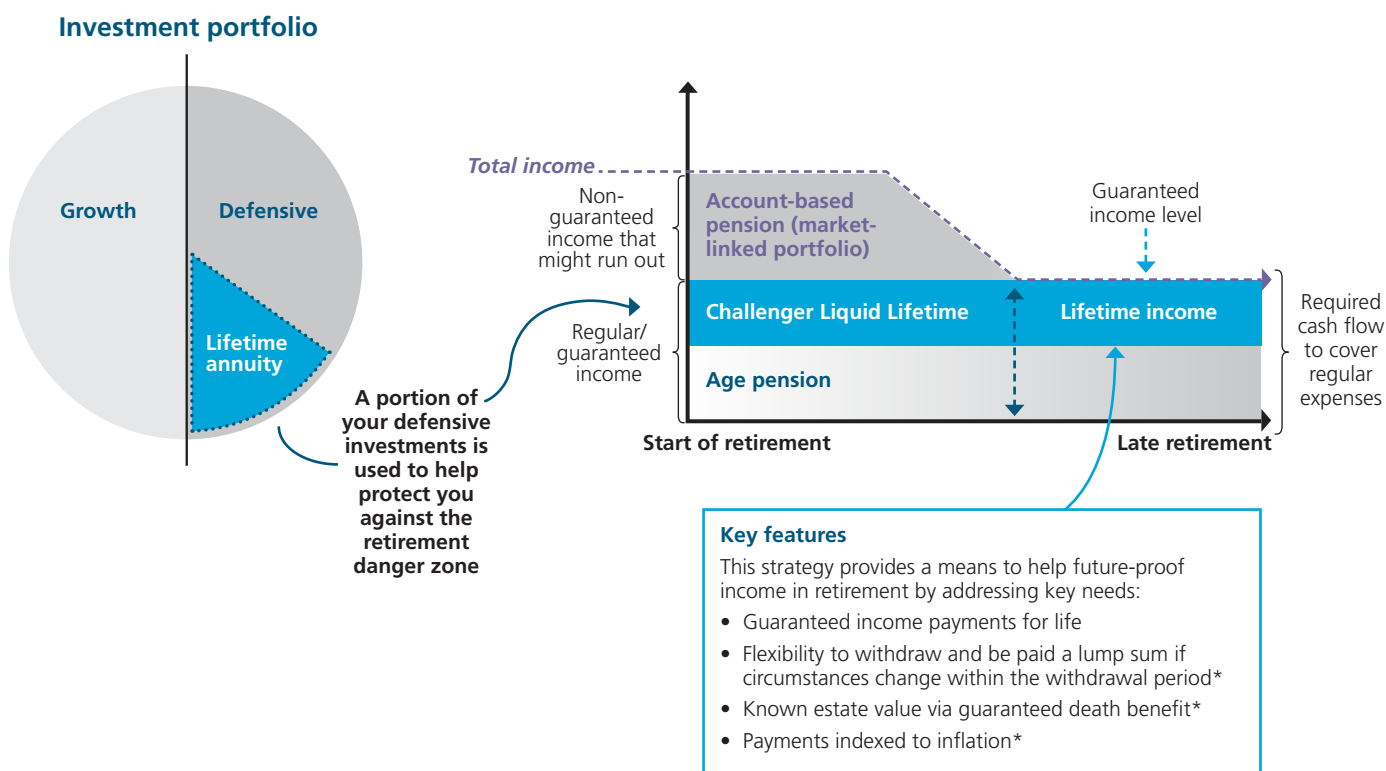 Investment portfolio
Growth
Defensive
Lifetime
annuity
A portion of
your defensive
investments is
used to help
protect you
against the
retirement
danger zone
Total income
Non-
guaranteed
income that
might run out
Regular/
guaranteed
income
Account-based
pension (market-
linked portfolio)
Guaranteed
income level
Challenger Liquid Lifetime
Lifetime income
Age pension
Required
cash flow
to cover
regular
expenses
Start of retirement
Late retirement
Key features
This strategy provides a means to help future-proof
income in retirement by addressing key needs:
• Guaranteed income payments for life
• Flexibility to withdraw and be paid a lump sum if
circumstances change within the withdrawal period*
• Known estate value via guaranteed death benefit*
• Payments indexed to inflation*